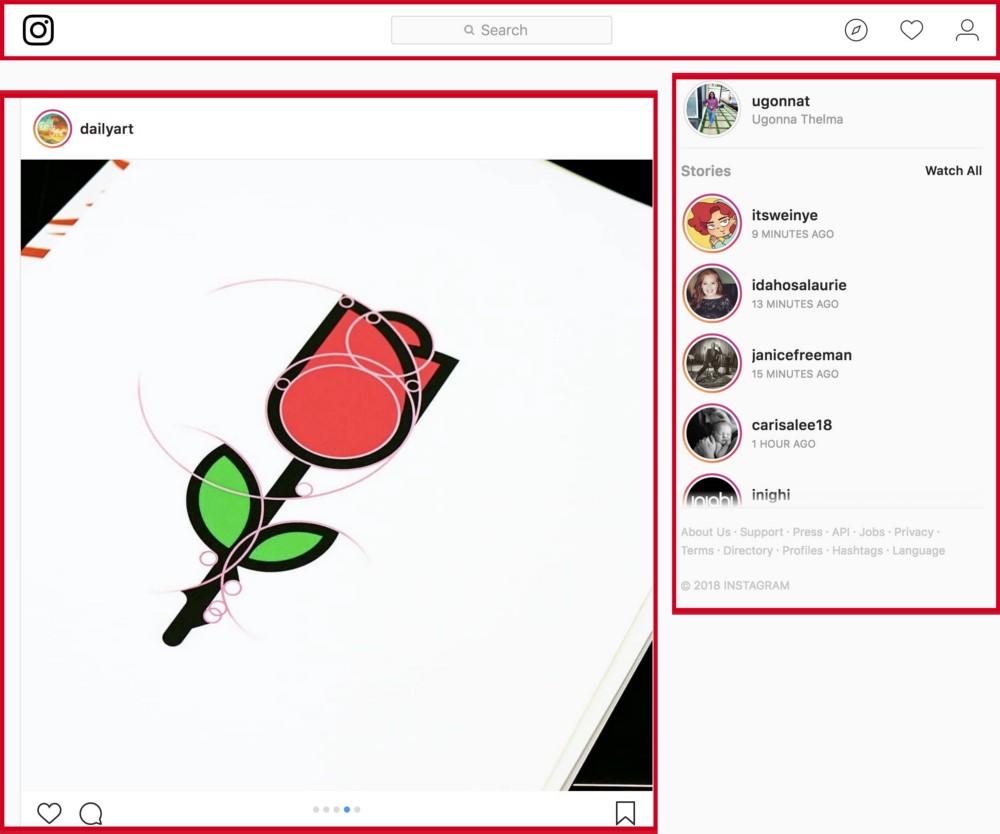 Search
dailyart
ugonnat
Ugonna Thelma
Stories
Watch All
itsweinye
9 MINUTES AGO
idahosalaurie
13 MINUTES AGO
janicefreeman
15 MINUTES AGO
carisalee18
1 HOUR AGO
inighi
About Us · Support · Press · API · Jobs · Privacy ·
Terms · Directory · Profiles · Hashtags · Language
© 2018 INSTAGRAM